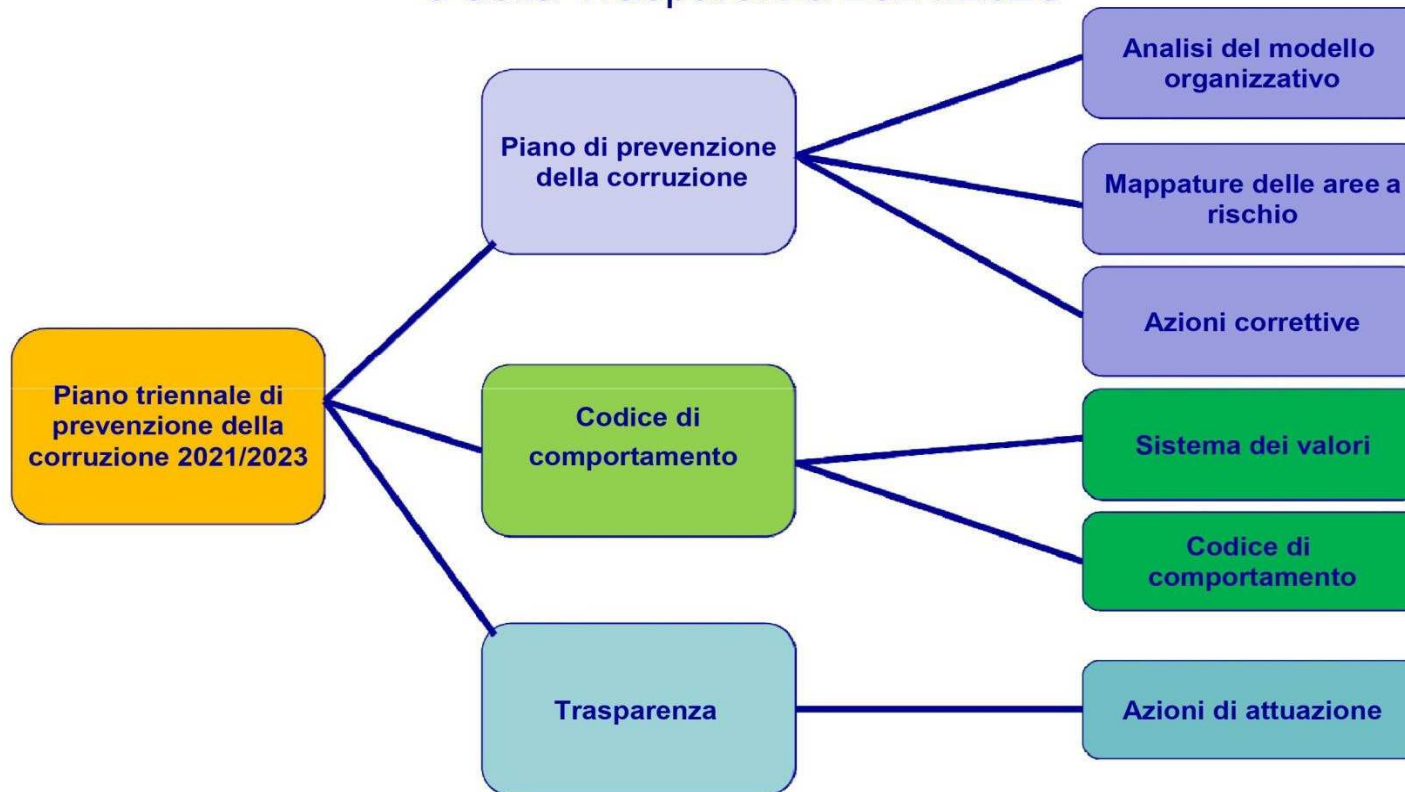 Analisi del modello
organizzativo
Piano di prevenzione
della corruzione
Mappature delle aree a
rischio
Azioni correttive
Piano triennale di
prevenzione della
corruzione 2021/2023
Codice di
comportamento
Sistema dei valori
Codice di
comportamento
Trasparenza
Azioni di attuazione